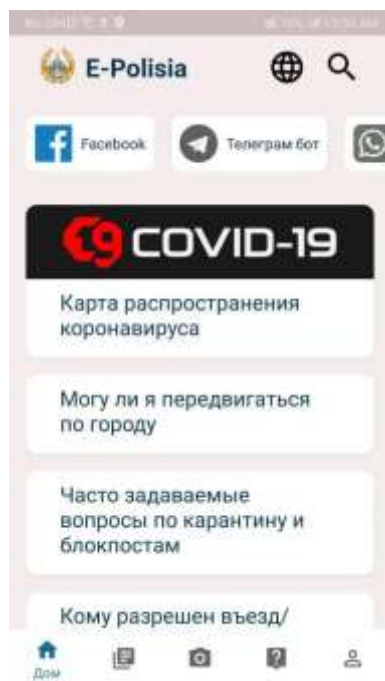 E-Polisia
Facebook
Телеграм бот
COVID-19
Карта распространения
коронавируса
Могу ли я передвигаться
по городу
Часто задаваемые
вопросы по карантину и
блокпостам
Кому разрешен въезд/
Дом